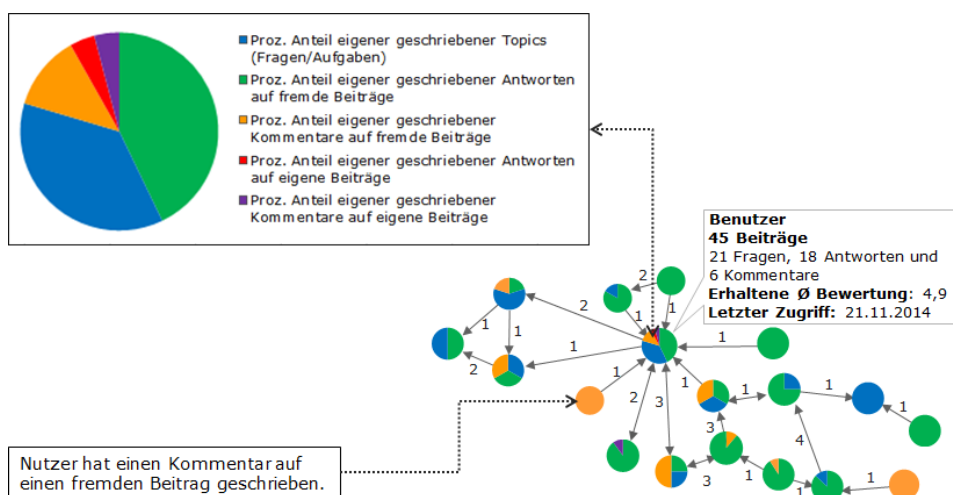 Proz. Anteil eigener geschriebener Topics
(Fragen/Aufgaben)
Proz. Anteil eigener geschriebener Antworten
auf fremde Beiträge
Proz. Anteil eigener geschriebener
Kommentare auf fremde Beiträge
Proz. Anteil eigener geschriebener Antworten
auf eigene Beiträge
Proz. Anteil eigener geschriebener
Kommentare auf eigene Beiträge
Benutzer
45 Beiträge
21 Fragen, 18 Antworten und
6 Kommentare
Erhaltene Ø Bewertung: 4,9
Letzter Zugriff: 21.11.2014
2
2
1
1
1
1
1
1
2
1
1
2
3
1
1
1
3
4
3
1
1
1
Nutzer hat einen Kommentar auf
einen fremden Beitrag geschrieben.